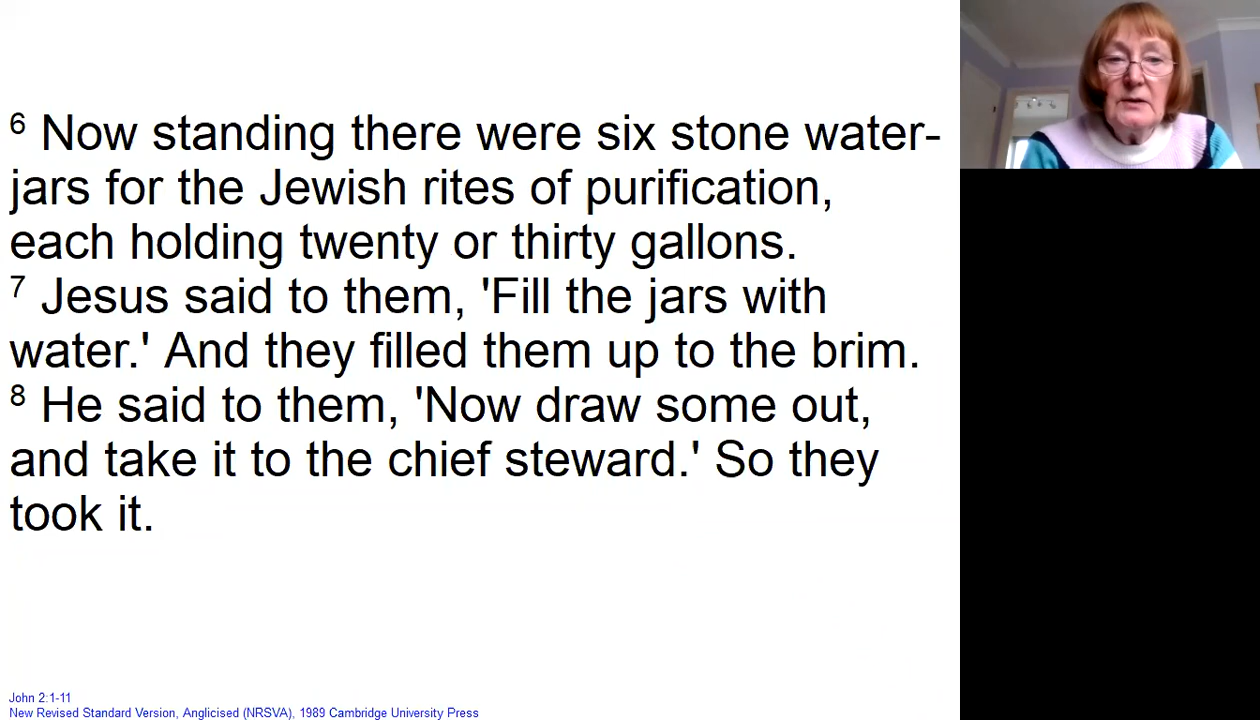 6 Now standing there were six stone water-
jars for the Jewish rites of purification,
each holding twenty or thirty gallons.
7 Jesus said to them, 'Fill the jars with
water.' And they filled them up to the brim.
8 He said to them, 'Now draw some out,
and take it to the chief steward.' So they
took it.
John 2:1-11
New Revised Standard Version, Anglicised (NRSVA), 1989 Cambridge University Press